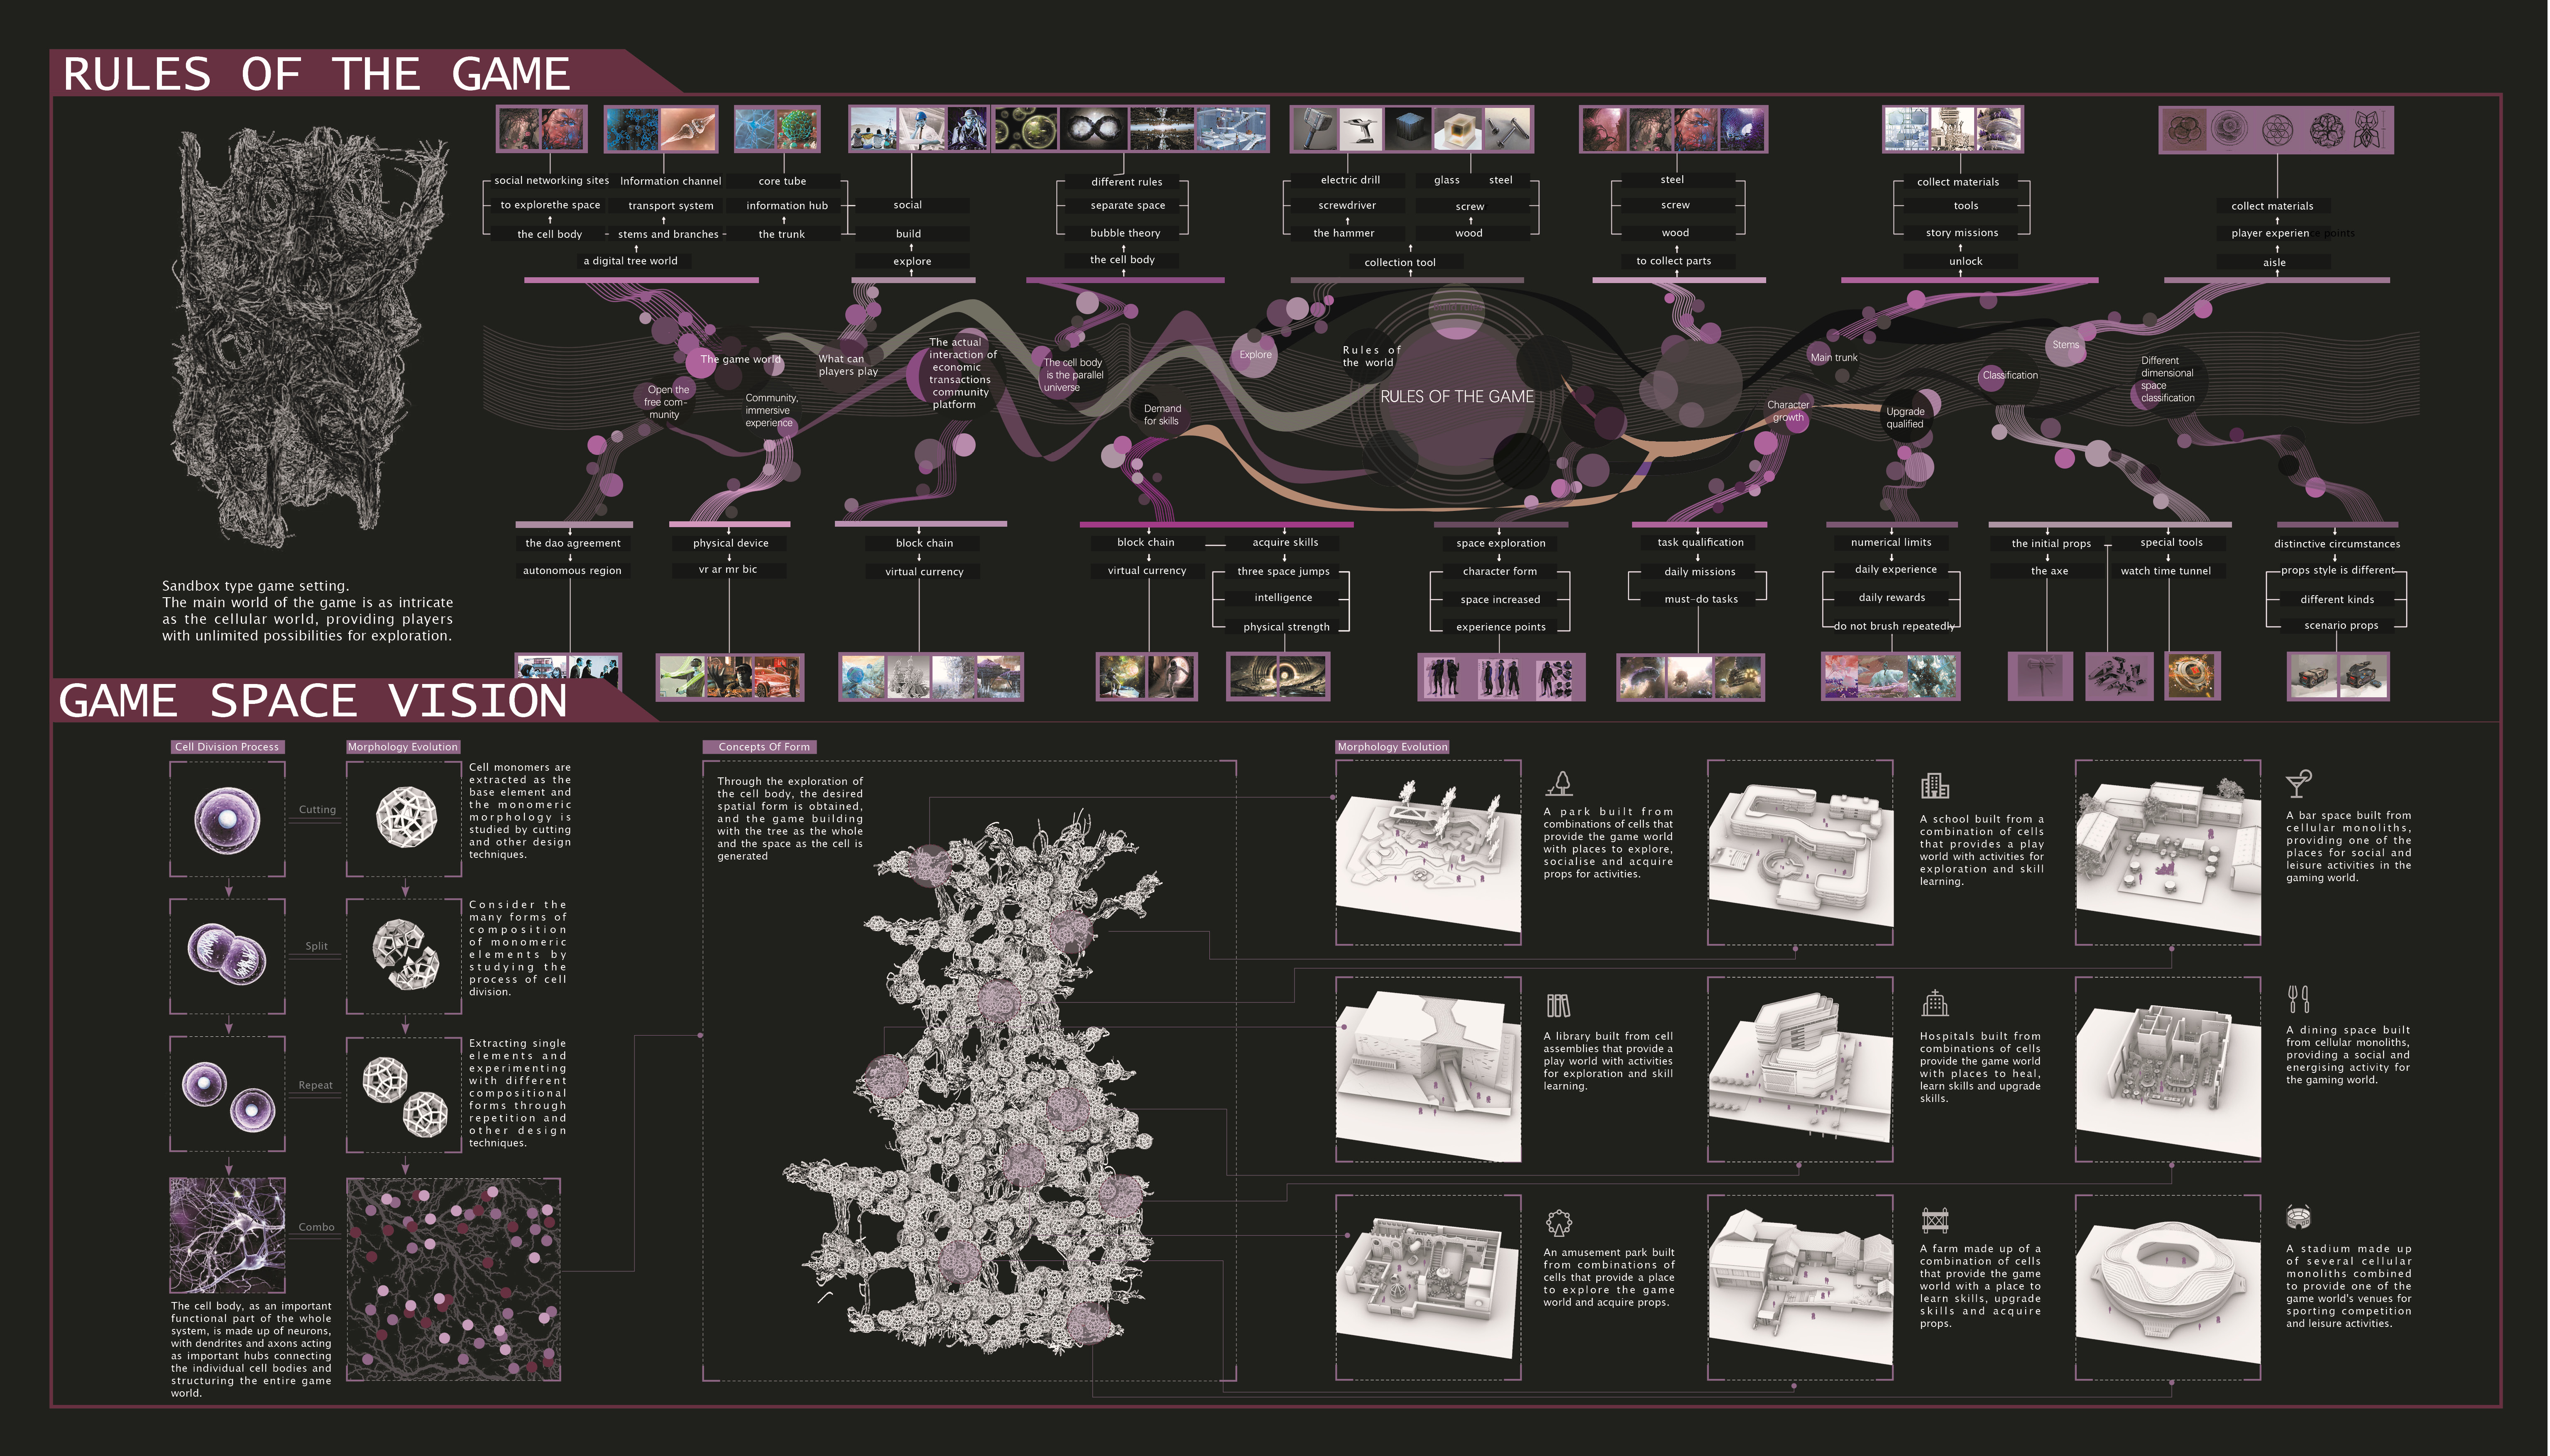 RULES OF THE GAME
social networking sites
to explorethe space
the cell body
Information channel
transport system
stems and branches
core tube
information hub
the trunk
a digital tree world
social
build
explore
different rules
separate space
bubble theory
the cell body
electric drill
screwdriver
the hammer
glass steel
screw
wood
collection tool
steel
screw
wood
to collect parts
collect materials
tools
story missions
unlock
collect materials
player experience points
aisle
The game world
Open the
free com-
munity
Community,
immersive
experience
What can
players play
The actual
interaction of
economic
transactions
community
platform
The cell body
is the parallel
universe
Demand
for skills
Explore
Rules of
the world
RULES OF THE GAME
Main trunk
Character
growth
Upgrade
qualified
Classification
Stems
Different
dimensional
space
classification
the dao agreement
autonomous region
physical device
vr ar mr bic
block chain
virtual currency
block chain
virtual currency
acquire skills
three space jumps
intelligence
physical strength
space exploration
character form
space increased
experience points
task qualification
daily missions
must-do tasks
numerical limits
daily experience
daily rewards
do not brush repeatedly
the initial props
the axe
special tools
watch time tunnel
distinctive circumstances
props style is different
different kinds
scenario props
Sandbox type game setting.
The main world of the game is as intricate
as the cellular world, providing players
with unlimited possibilities for exploration.
GAME SPACE VISION
Cell Division Process
Morphology Evolution
Cutting
Split
Repeat
Combo
Cell monomers are
extracted as the
base element and
the monomeric
morphology is
studied by cutting
and other design
techniques.
Consider the
many forms of
composition
of monomeric
elements by
studying the
process of cell
division.
Extracting single
elements and
experimenting
with different
compositional
forms through
repetition and
other design
techniques.
The cell body, as an important
functional part of the whole
system, is made up of neurons,
with dendrites and axons acting
as important hubs connecting
the individual cell bodies and
structuring the entire game
world.
Concepts Of Form
Through the exploration of
the cell body, the desired
spatial form is obtained,
and the game building
with the tree as the whole
and the space as the cell is
generated
Morphology Evolution
A park built from
combinations of cells that
provide the game world
with places to explore,
socialise and acquire
props for activities.
A school built from a
combination of cells
that provides a play
world with activities for
exploration and skill
learning.
A bar space built from
cellular monoliths,
providing one of the
places for social and
leisure activities in the
gaming world.
A library built from cell
assemblies that provide a
play world with activities
for exploration and skill
learning.
Hospitals built from
combinations of cells
provide the game world
with places to heal,
learn skills and upgrade
skills.
A dining space built
from cellular monoliths,
providing a social and
energising activity for
the gaming world.
An amusement park built
from combinations of
cells that provide a place
to explore the game
world and acquire props.
A farm made up of a
combination of cells
that provide the game
world with a place to
learn skills, upgrade
skills and acquire
props.
A stadium made up
of several cellular
monoliths combined
to provide one of the
game world's venues for
sporting competition
and leisure activities.